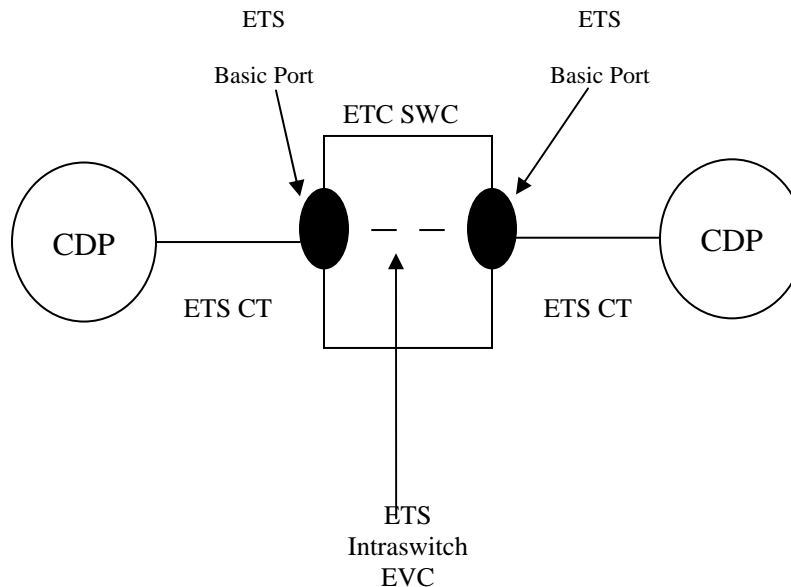 ETS
ETS
Basic Port
Basic Port
ETC SWC
CDP
CDP
ETS CT
ETS CT
ETS
Intraswitch
EVC